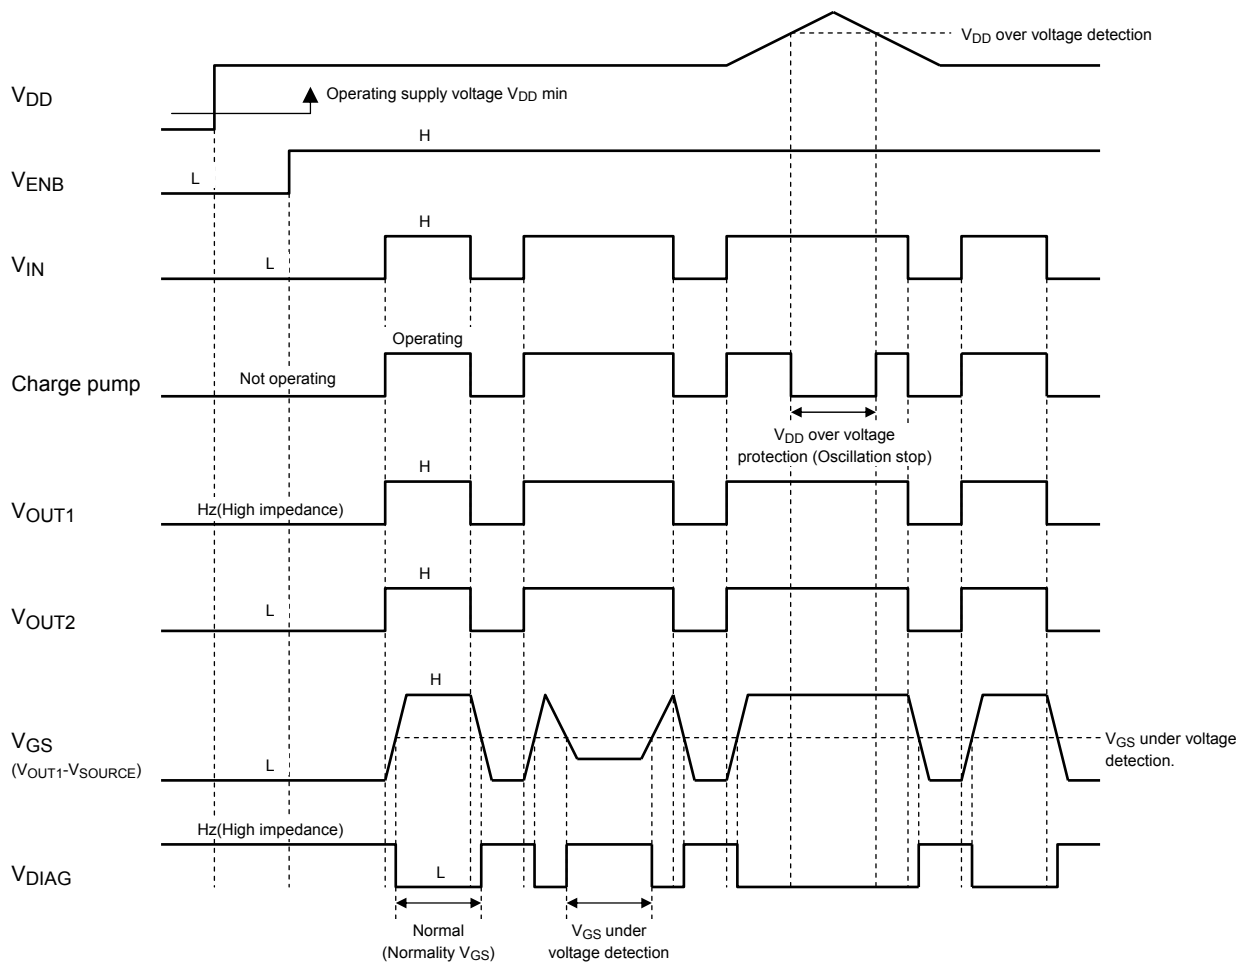 VDD over voltage detection
VDD
Operating supply voltage VDD min
H
VENB
L
H
VIN
L
Operating
Charge pump
Not operating
VDD over voltage
protection (Oscillation stop)
H
VOUT1
Hz(High impedance)
H
VOUT2
L
H
VGS
(VOUT1-VSOURCE)
L
VGS under voltage
detection.
Hz(High impedance)
VDIAG
L
Normal
(Normality VGS)
VGS under
voltage detection